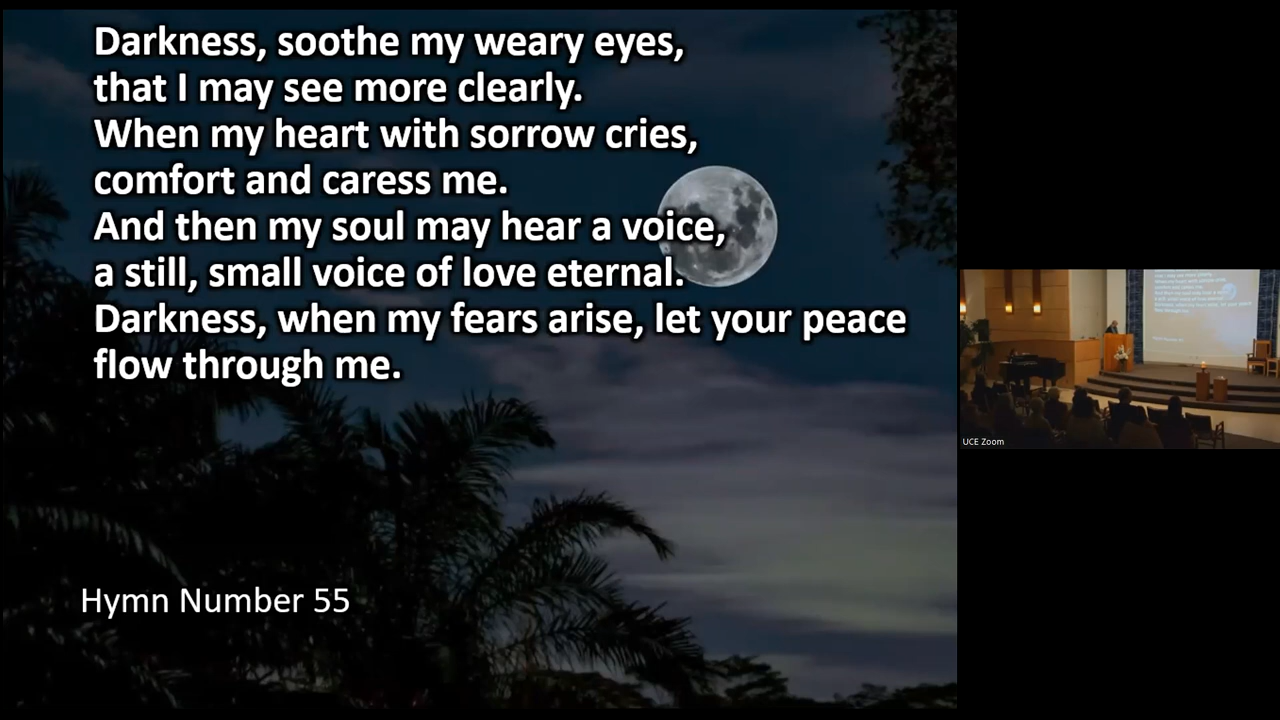 Darkness, soothe my weary eyes,
that I may see more clearly.
When my heart with sorrow cries,
comfort and caress me.
And then my soul may hear a voice,
a still, small voice of love eternal.
Darkness, when my fears arise, let your peace
flow through me.
Hymn Number 55
UCE Zoom